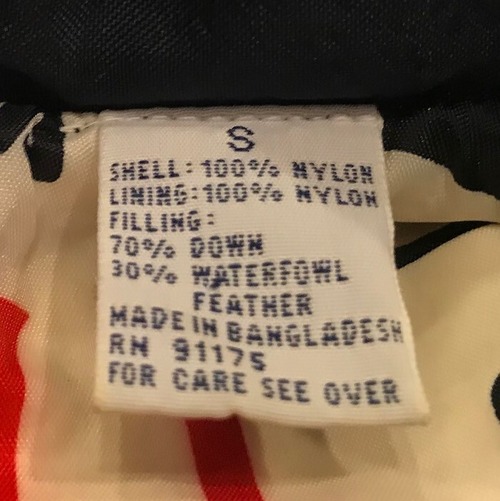 S
SHELL: 100% NYLON
LINING: 100% NYLON
FILLING:
70% DOWN
30% WATERFOWL
FEATHER
MADE IN BANGLADESH
RN 91175
FOR CARE SEE OVER